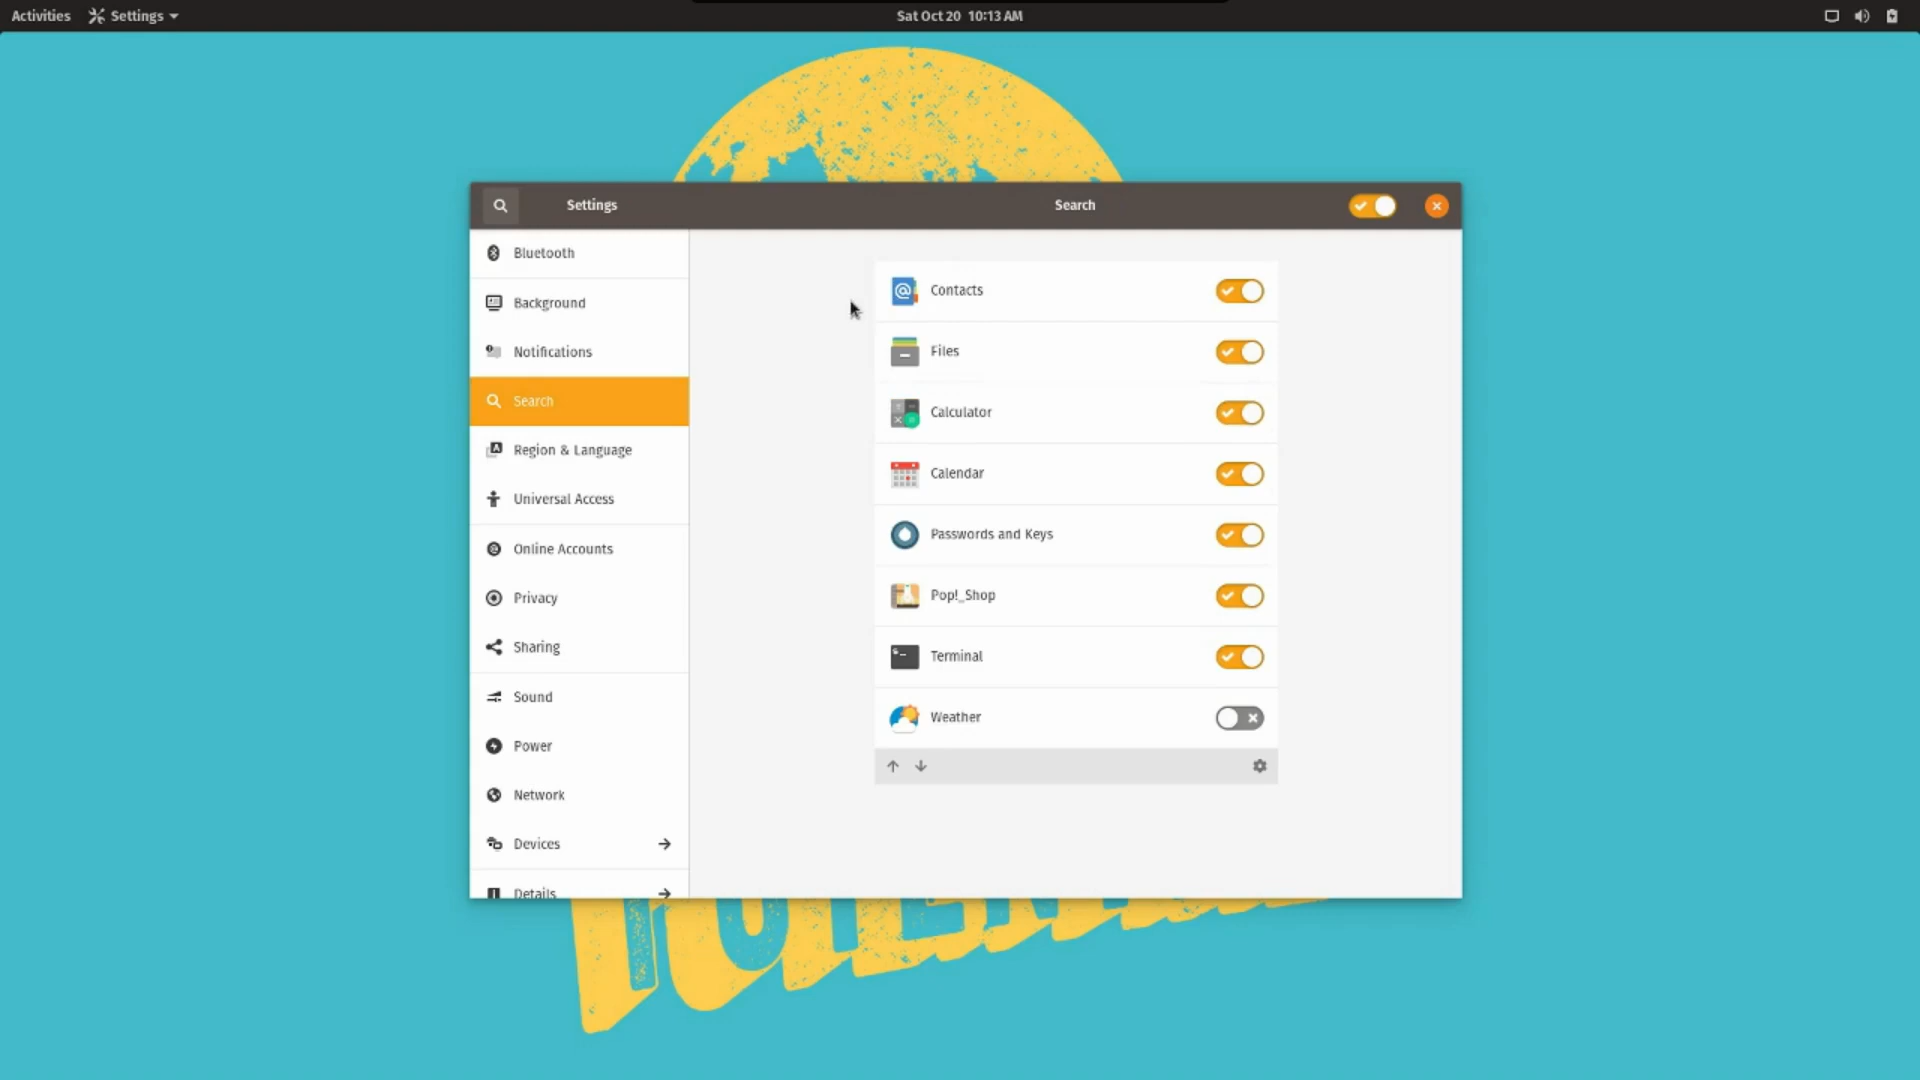 Activities Settings Sat Oct 20 10:13 AM
Settings Search
Bluetooth
Background
Notifications
Search
Region & Language
Universal Access
Online Accounts
Privacy
Sharing
Sound
Power
Network
Devices
Details
Contacts
Files
Calculator
Calendar
Passwords and Keys
Pop!_Shop
Terminal
Weather